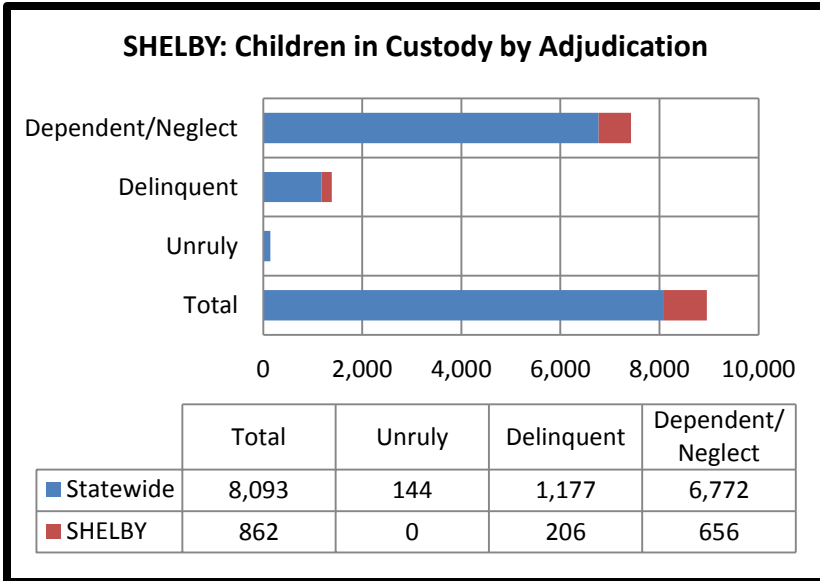 SHELBY: Children in Custody by Adjudication
Dependent/Neglect
Delinquent
Unruly
Total
0 2,000 4,000 6,000 8,000 10,000
Total Unruly Delinquent Dependent/
Neglect
Statewide 8,093 144 1,177 6,772
SHELBY 862 0 206 656